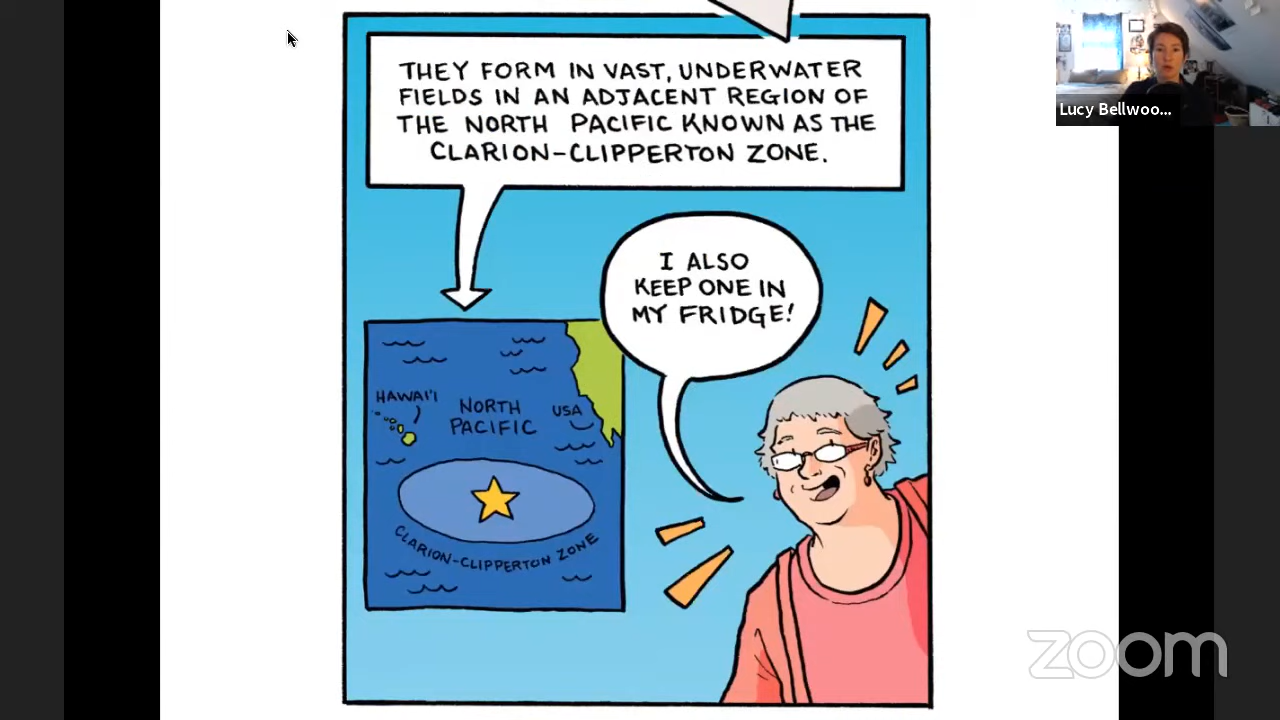 THEY FORM IN VAST, UNDERWATER
FIELDS IN AN ADJACENT REGION OF
THE NORTH PACIFIC KNOWN AS THE
CLARION-CLIPPERTON ZONE.
I ALSO
KEEP ONE IN
MY FRIDGE!
HAWAI'I
NORTH
PACIFIC
USA
CLARION-CLIPPERTON ZONE
Lucy Bellwoo...
zoom